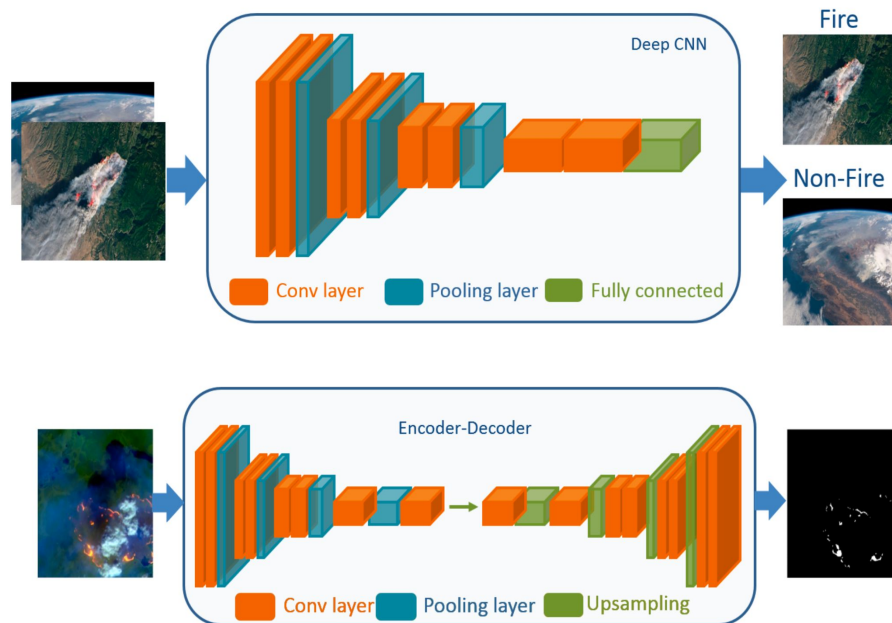 Fire
Deep CNN
Non-Fire
Conv layer Pooling layer Fully connected
Encoder-Decoder
Conv layer Pooling layer Upsampling